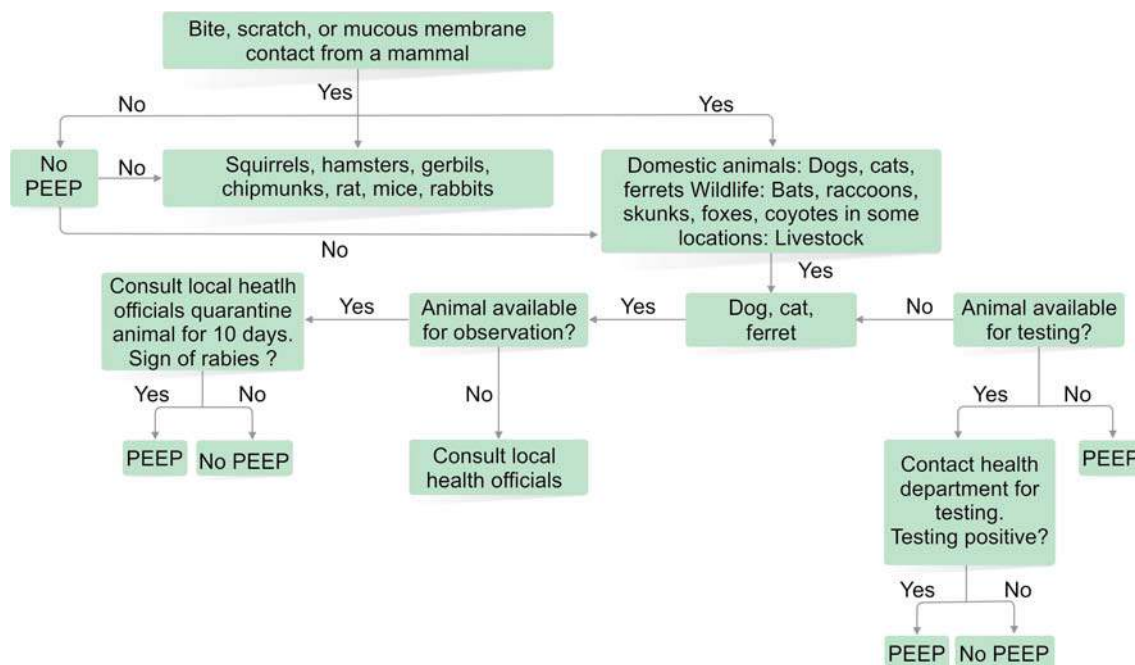 Bite, scratch, or mucous membrane
contact from a mammal
No
Yes
Yes
No
PEEP
No
Squirrels, hamsters, gerbils,
chipmunks, rat, mice, rabbits
Domestic animals: Dogs, cats,
ferrets Wildlife: Bats, raccoons,
skunks, foxes, coyotes in some
locations: Livestock
No
Yes
Consult local heatlh
officials quarantine
animal for 10 days.
Sign of rabies ?
Yes
Animal available
for observation?
Yes
Dog, cat,
ferret
No
Animal available
for testing?
Yes
No
No
Yes
No
PEEP
No PEEP
Consult local
health officials
Contact health
department for
testing.
Testing positive?
PEEP
Yes
No
PEEP
No PEEP